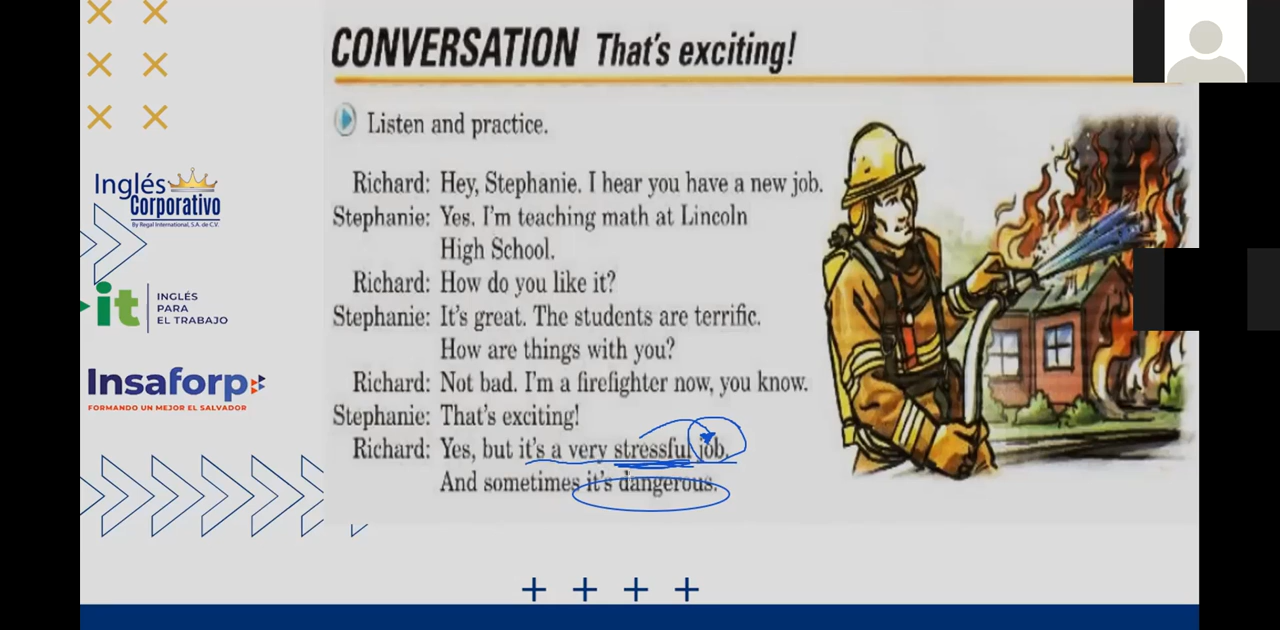 CONVERSATION That's exciting!
Listen and practice.
Richard: Hey, Stephanie. I hear you have a new job.
Stephanie: Yes. I'm teaching math at Lincoln
High School.
Richard: How do you like it?
Stephanie: It's great. The students are terrific.
How are things with you?
Richard: Not bad. I'm a firefighter now, you know.
Stephanie: That's exciting!
Richard: Yes, but it's a very stressful job.
And sometimes it's dangerous.
Inglés
Corporativo
By Regal International, S.A. de C.V.
it
INGLÉS
PARA
EL TRABAJO
Insaforp
FORMANDO UN MEJOR EL SALVADOR